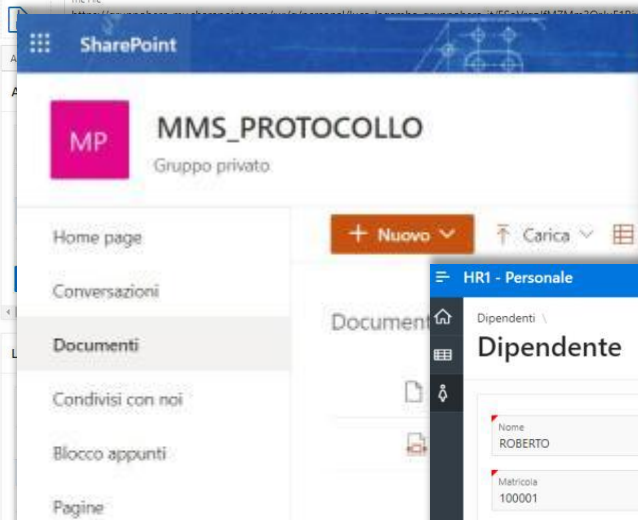 SharePoint
MP
MMS_PROTOCOLLO
Gruppo privato
Home page
+ Nuovo
Carica
Conversazioni
HR1 - Personale
Document
Dipendenti \
Documenti
Dipendente
Condivisi con noi
Nome
ROBERTO
Blocco appunti
Matricola
100001
Pagine